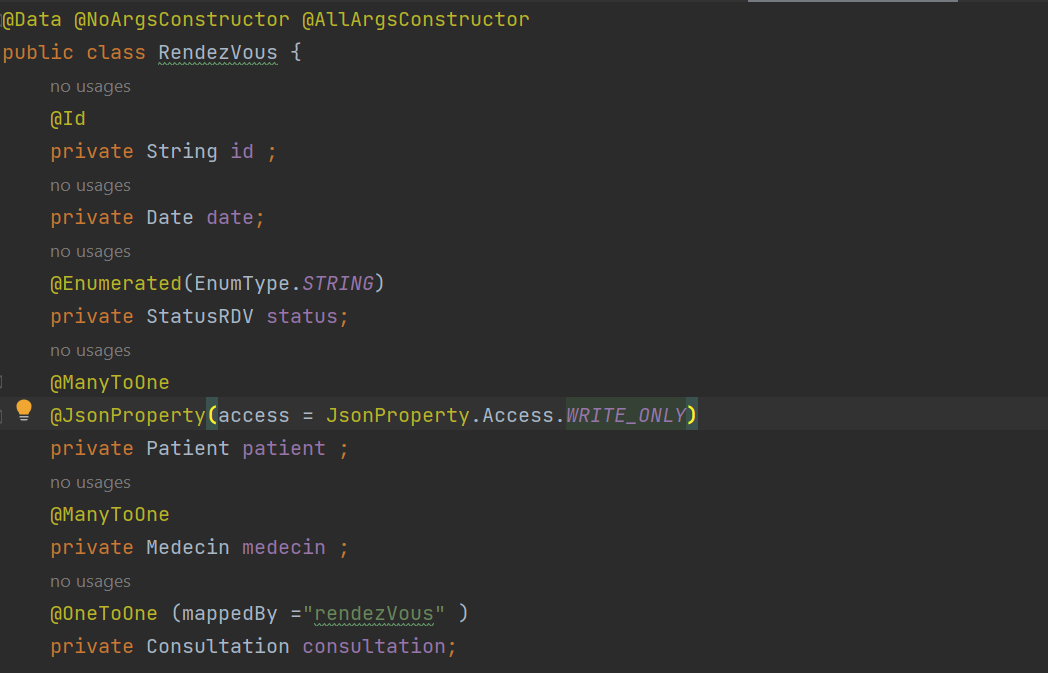 @Data @NoArgsConstructor @AllArgsConstructor
public class RendezVous {
no usages
@Id
private String id ;
no usages
private Date date;
no usages
@Enumerated(EnumType.STRING)
private StatusRDV status;
no usages
@ManyToOne
@JsonProperty(access = JsonProperty.Access.WRITE_ONLY)
private Patient patient ;
no usages
@ManyToOne
private Medecin medecin ;
no usages
@OneToOne (mappedBy ="rendezVous" )
private Consultation consultation;